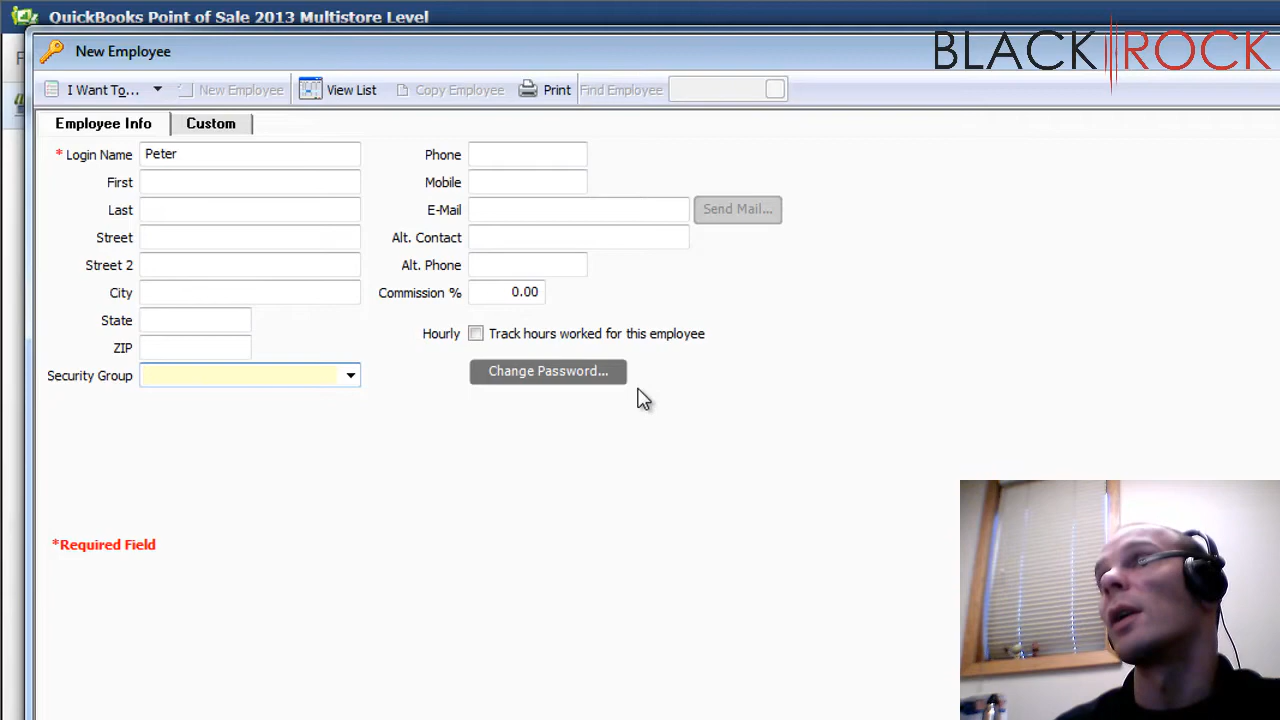 QuickBooks Point of Sale 2013 Multistore Level
BLACK ROCK
New Employee
I Want To... New Employee View List Copy Employee Print Find Employee
Employee Info Custom
* Login Name Peter Phone
First Mobile
Last E-Mail Send Mail...
Street Alt. Contact
Street 2 Alt. Phone
City Commission % 0.00
State
Hourly Track hours worked for this employee
ZIP
Security Group Change Password...
*Required Field